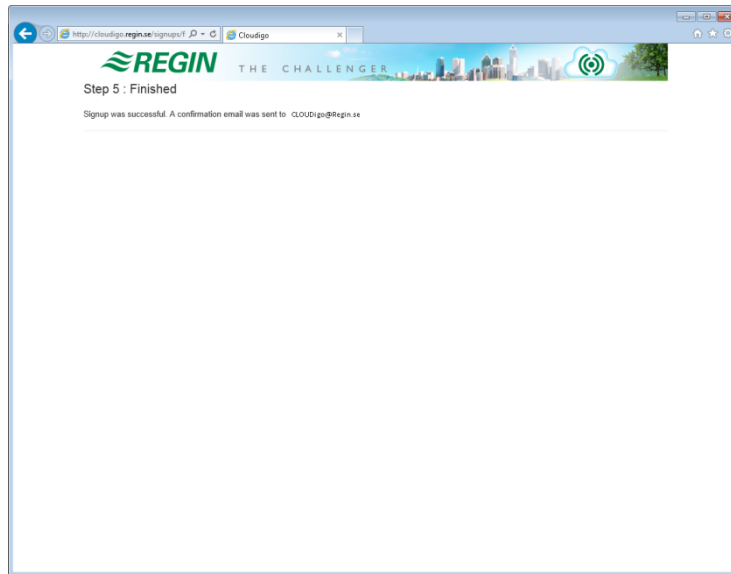 http://cloudigo.regin.se/signups/f
Cloudigo
REGIN
THE CHALLENGER
Step 5 : Finished
Signup was successful. A confirmation email was sent to CLOUDigo@Regin.se